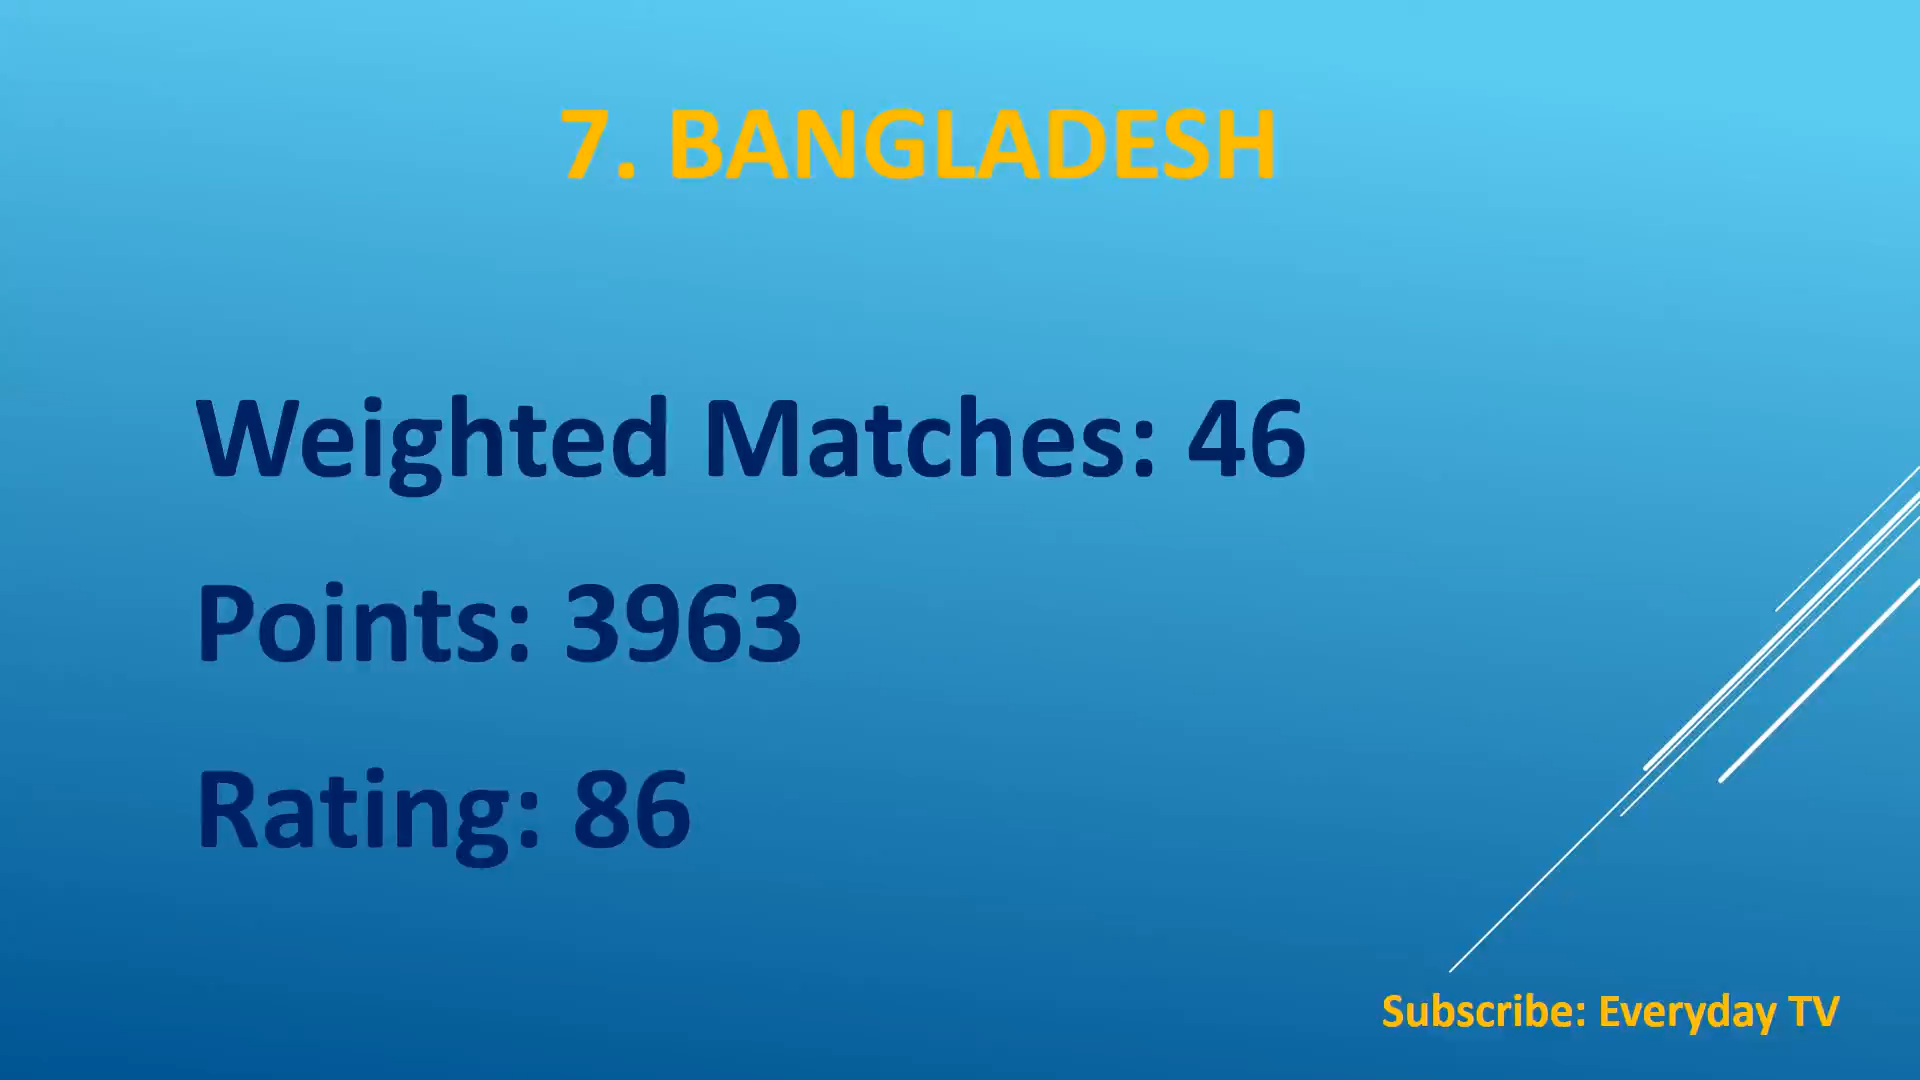 7. BANGLADESH
Weighted Matches: 46
Points: 3963
Rating: 86
Subscribe: Everyday TV